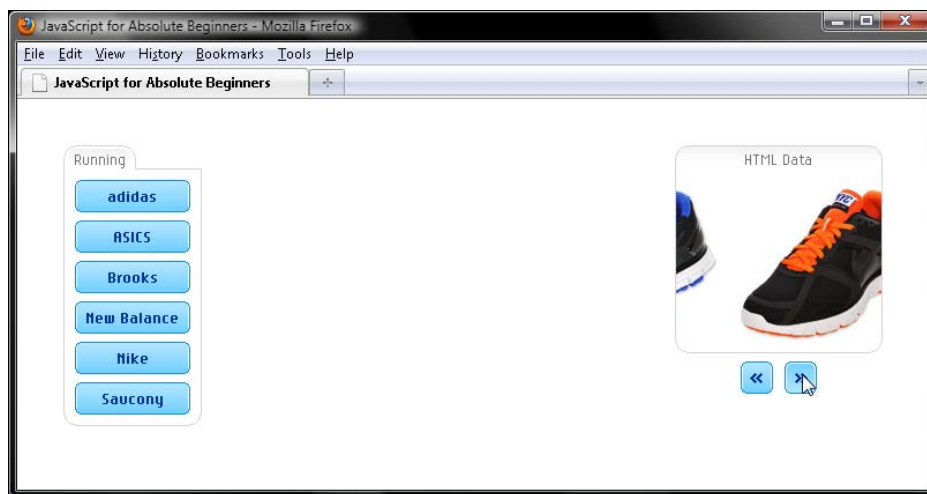 JavaScript for Absolute Beginners - Mozilla Firefox
File Edit View History Bookmarks Tools Help
JavaScript for Absolute Beginners
Running
adidas
ASICS
Brooks
New Balance
Nike
Saucony
HTML Data
NYC
« »